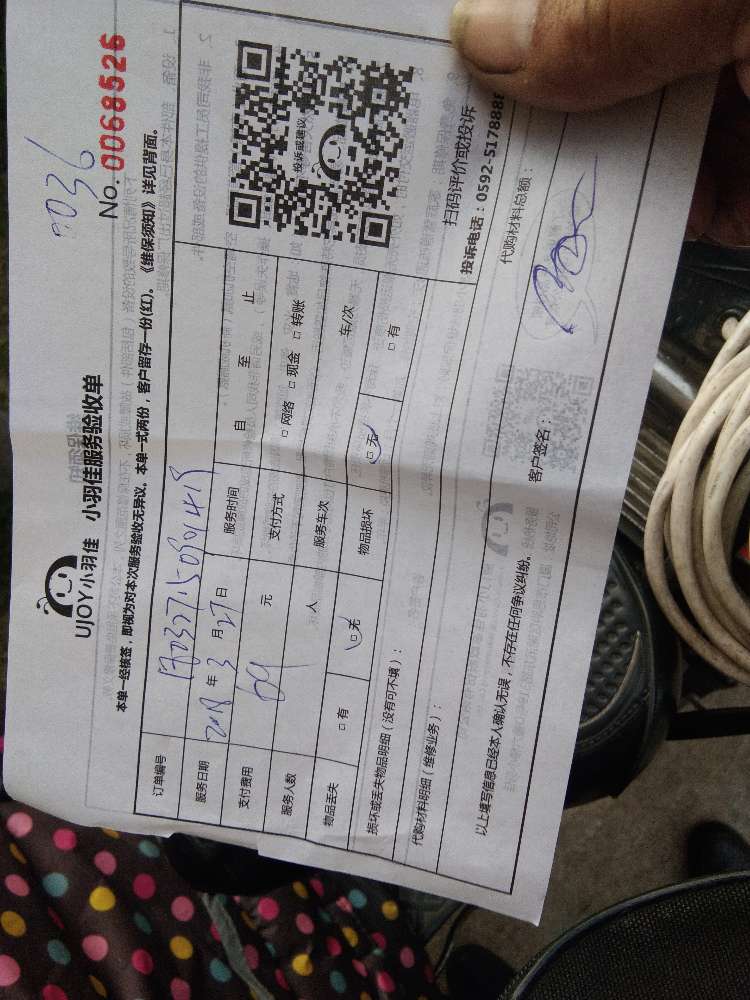 :036
No. 0068526
UJOY小羽佳 小羽佳服务验收单
本单一经核签，即视为对本次服务验收无异议。本单一式两份，客户留存一份(红)。《维保须知》详见背面。
订单编号
服务日期 年 3 月 27 日 服务时间 自 至 止
支付费用 69 元 支付方式 □网络 □现金 □转账
服务人数 人 服务车次 车/次
物品丢失 □有 □无 物品损坏 □无 □有
损坏或丢失物品明细（没有可不填）：
代购材料明细（维修业务）： 代购材料总额：
投诉或建议
扫码评价或投诉
投诉电话：0592-5178888
以上填写信息已经本人确认无误，不存在任何争议纠纷。 客户签名：